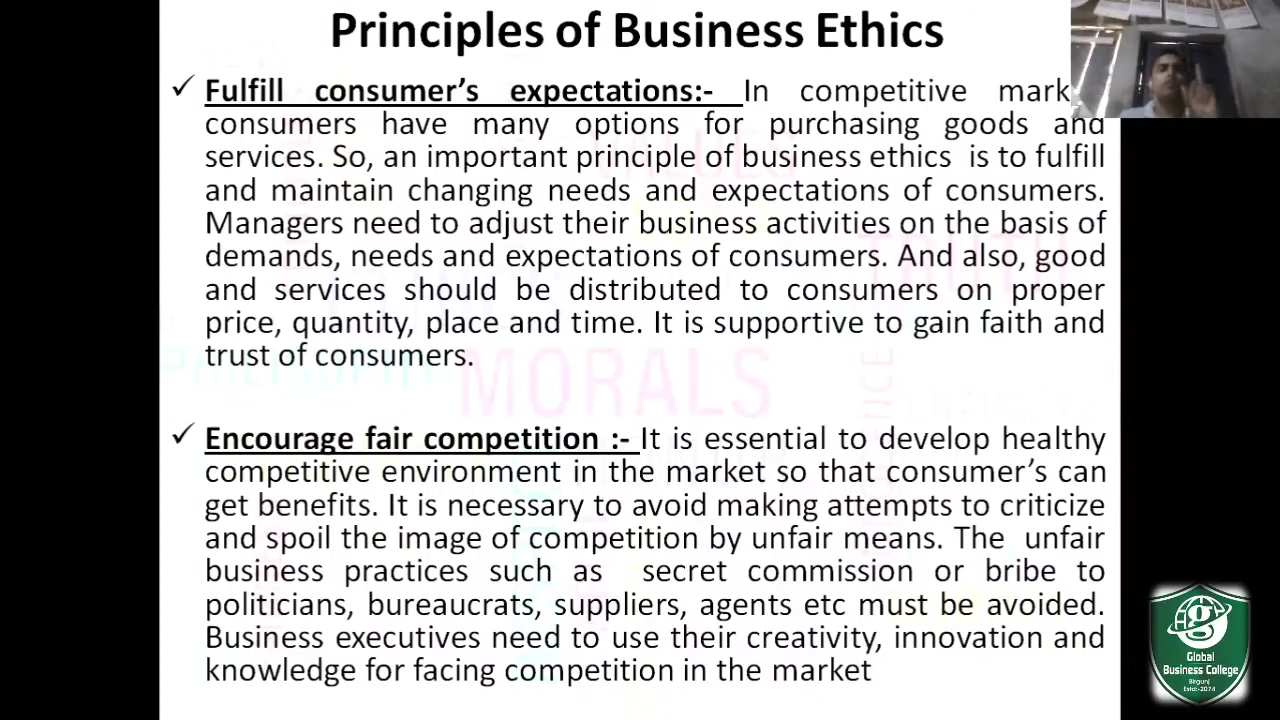 Principles of Business Ethics
✓ Fulfill consumer's expectations:- In competitive mark
consumers have many options for purchasing goods and
services. So, an important principle of business ethics is to fulfill
and maintain changing needs and expectations of consumers.
Managers need to adjust their business activities on the basis of
demands, needs and expectations of consumers. And also, good
and services should be distributed to consumers on proper
price, quantity, place and time. It is supportive to gain faith and
trust of consumers.
MORALS
✓ Encourage fair competition :- It is essential to develop healthy
competitive environment in the market so that consumer's can
get benefits. It is necessary to avoid making attempts to criticize
and spoil the image of competition by unfair means. The unfair
business practices such as secret commission or bribe to
politicians, bureaucrats, suppliers, agents etc must be avoided.
Business executives need to use their creativity, innovation and
knowledge for facing competition in the market
Global
Business College
Birgunj
Estd:-2074